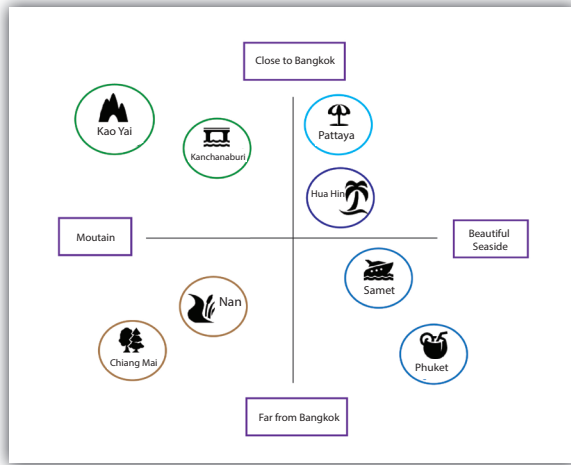 Close to Bangkok
Kao Yai
Kanchanaburi
Pattaya
Hua Hin
Moutain
Beautiful
Seaside
Nan
Samet
Chiang Mai
Phuket
Far from Bangkok